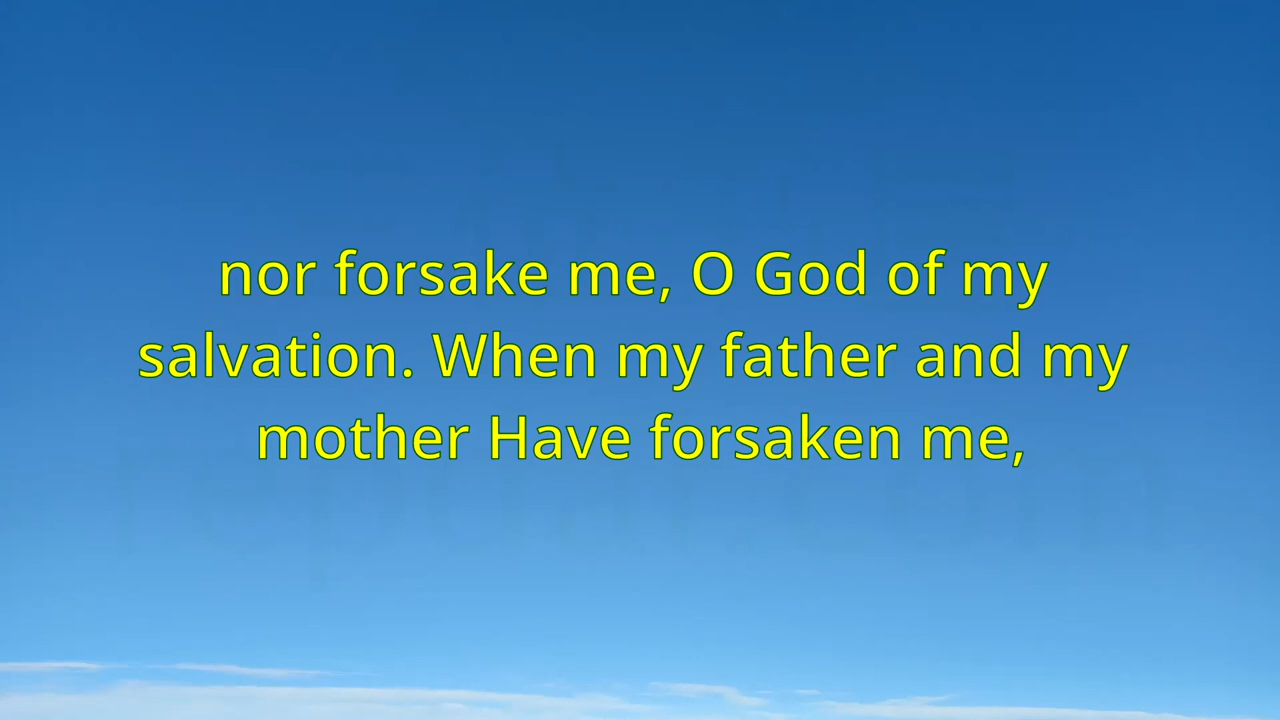 nor forsake me, O God of my
salvation. When my father and my
mother Have forsaken me,